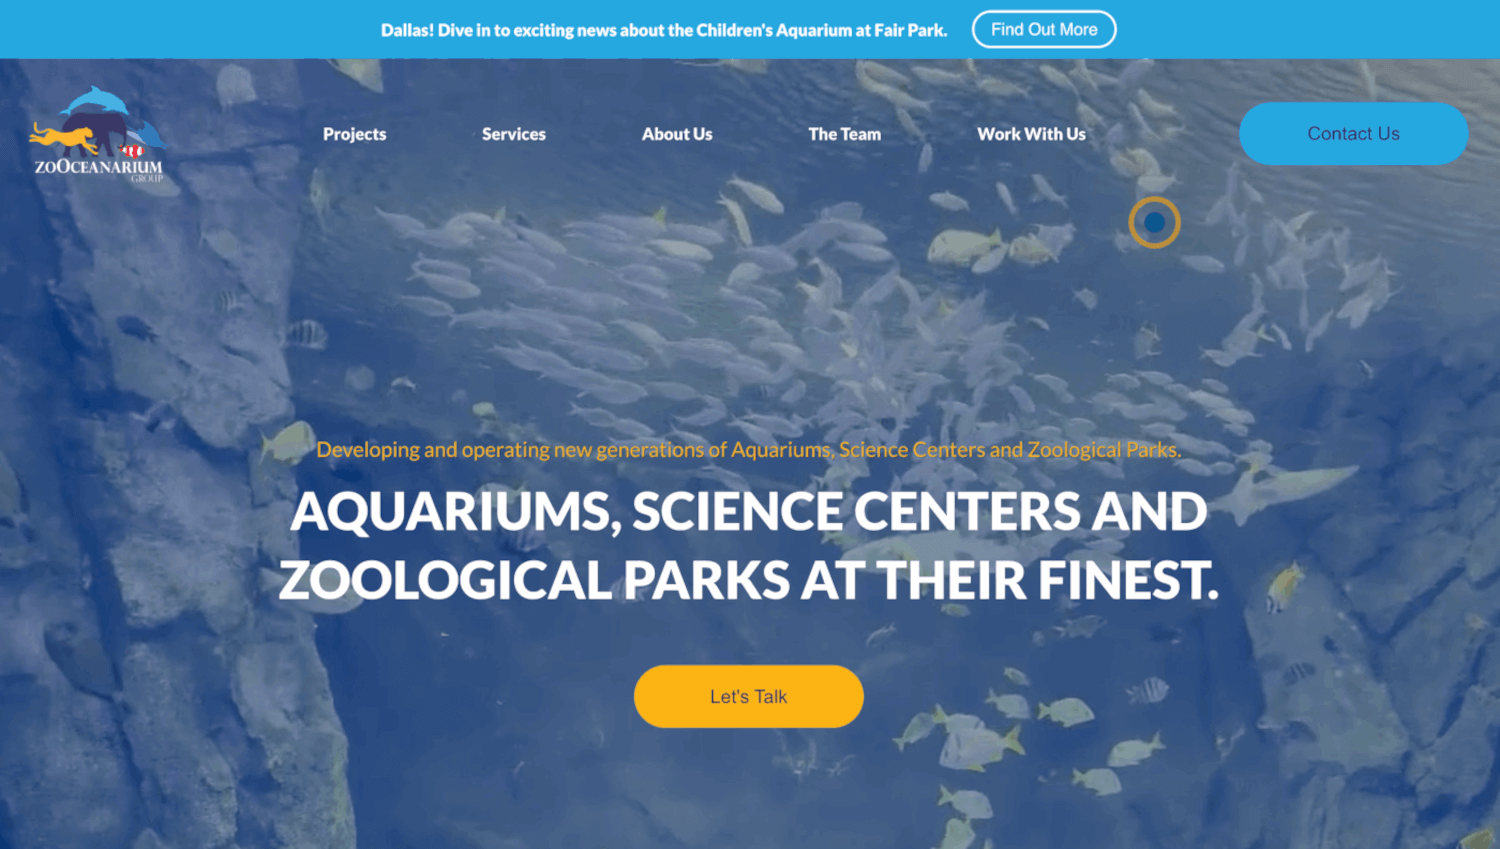 Dallas! Dive in to exciting news about the Children's Aquarium at Fair Park.
Find Out More
ZOOCEANARIUM
GROUP
Projects
Services
About Us
The Team
Work With Us
Contact Us
Developing and operating new generations of Aquariums, Science Centers and Zoological Parks.
AQUARIUMS, SCIENCE CENTERS AND
ZOOLOGICAL PARKS AT THEIR FINEST.
Let's Talk